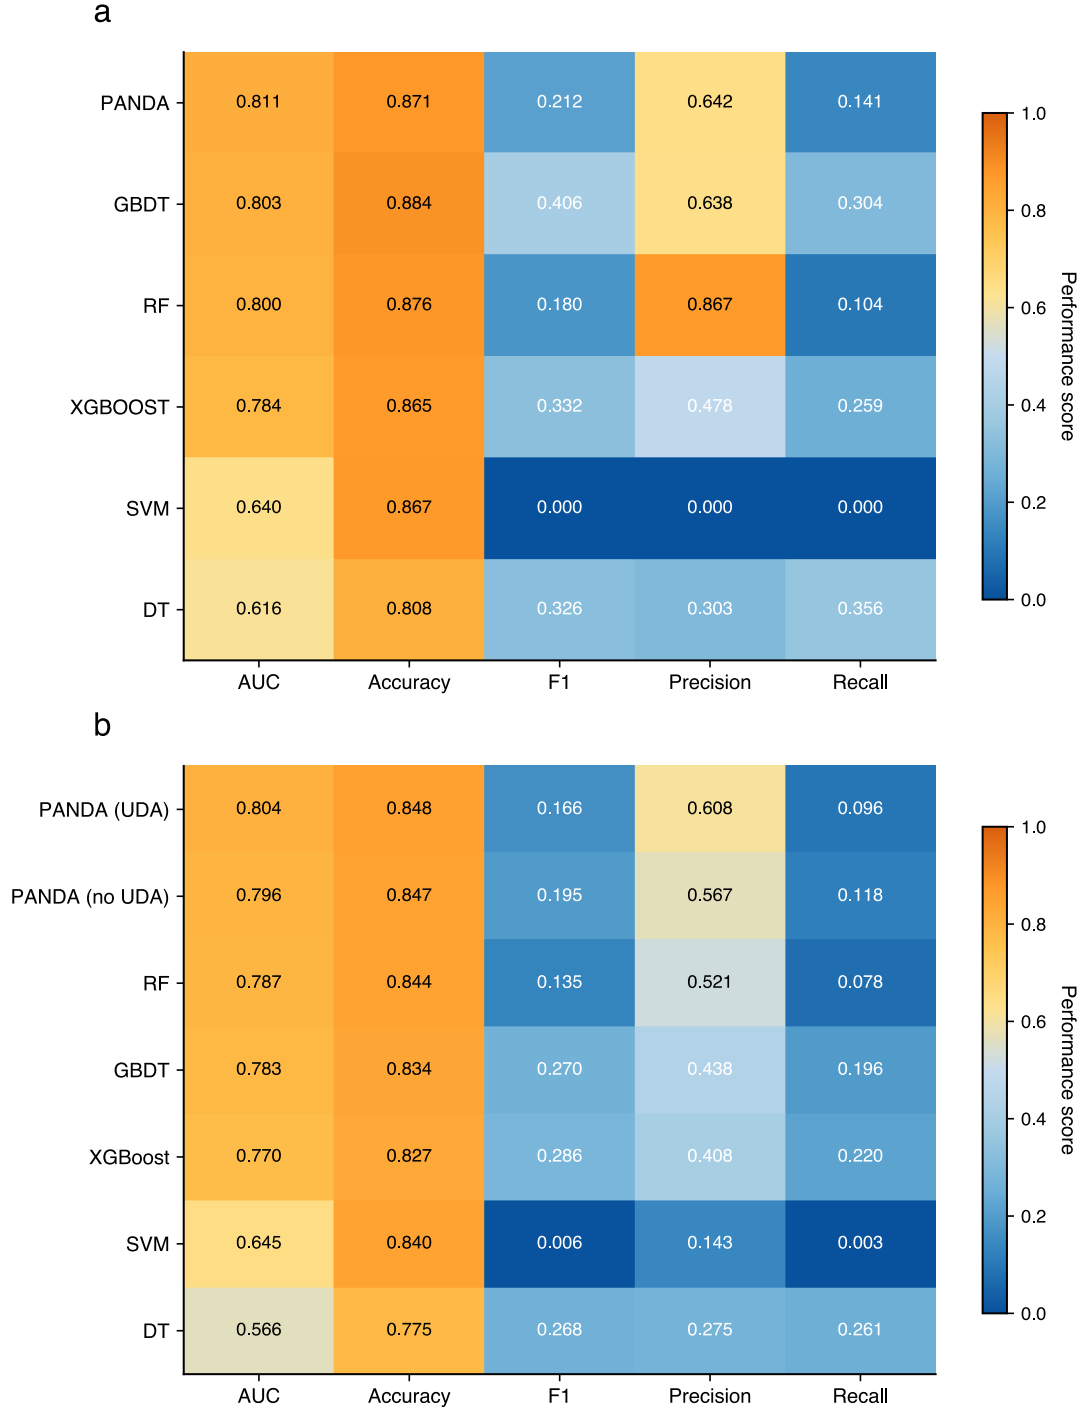 a
PANDA 0.811 0.871 0.212 0.642 0.141
GBDT 0.803 0.884 0.406 0.638 0.304
RF 0.800 0.876 0.180 0.867 0.104
XGBOOST 0.784 0.865 0.332 0.478 0.259
SVM 0.640 0.867 0.000 0.000 0.000
DT 0.616 0.808 0.326 0.303 0.356
AUC Accuracy F1 Precision Recall
1.0
0.8
0.6
0.4
0.2
0.0
Performance score
b
PANDA (UDA) 0.804 0.848 0.166 0.608 0.096
PANDA (no UDA) 0.796 0.847 0.195 0.567 0.118
RF 0.787 0.844 0.135 0.521 0.078
GBDT 0.783 0.834 0.270 0.438 0.196
XGBoost 0.770 0.827 0.286 0.408 0.220
SVM 0.645 0.840 0.006 0.143 0.003
DT 0.566 0.775 0.268 0.275 0.261
AUC Accuracy F1 Precision Recall
1.0
0.8
0.6
0.4
0.2
0.0
Performance score